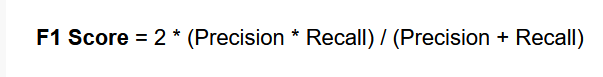 F1 Score = 2 * (Precision * Recall) / (Precision + Recall)